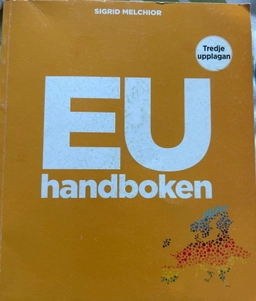 SIGRID MELCHIOR
Tredje
upplagan
EU
handboken